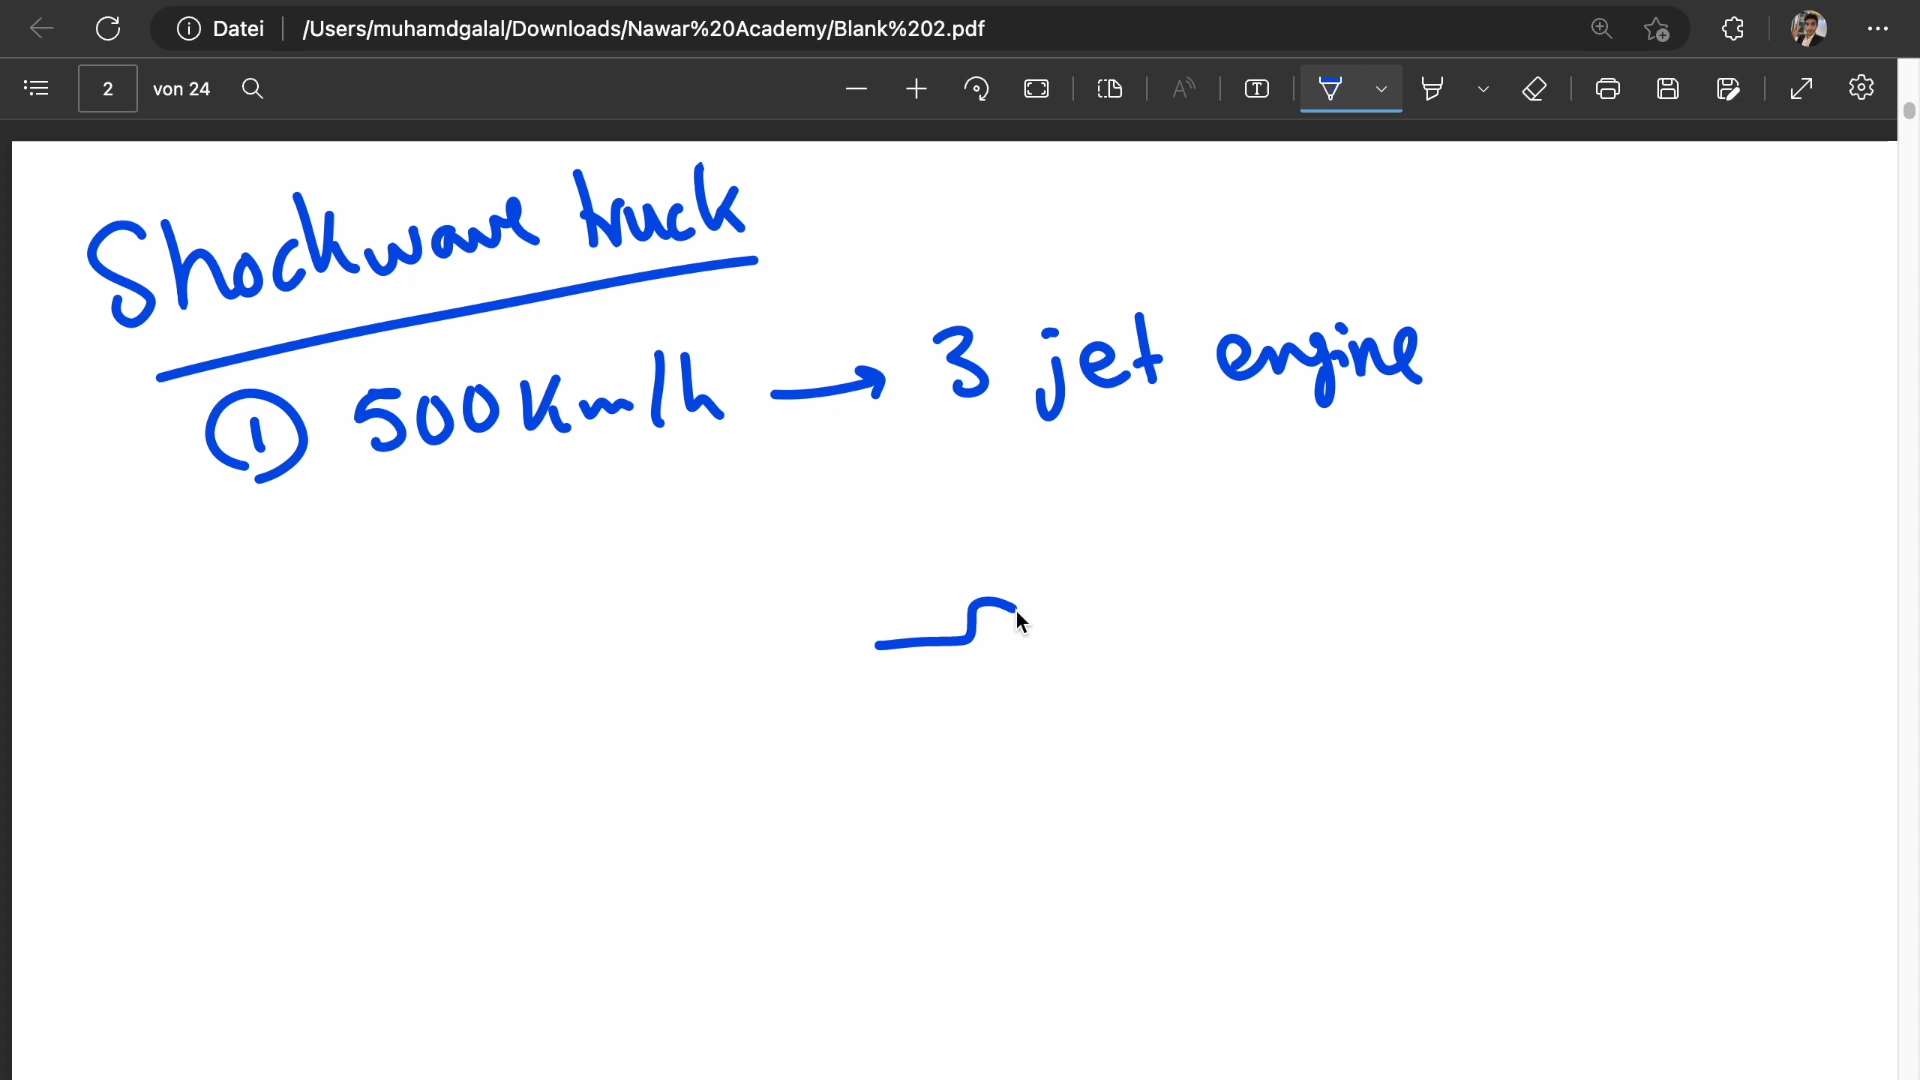 Datei /Users/muhamdgalal/Downloads/Nawar%20Academy/Blank%202.pdf
2 von 24
Shockwave truck
① 500 Km/h → 3 jet engine